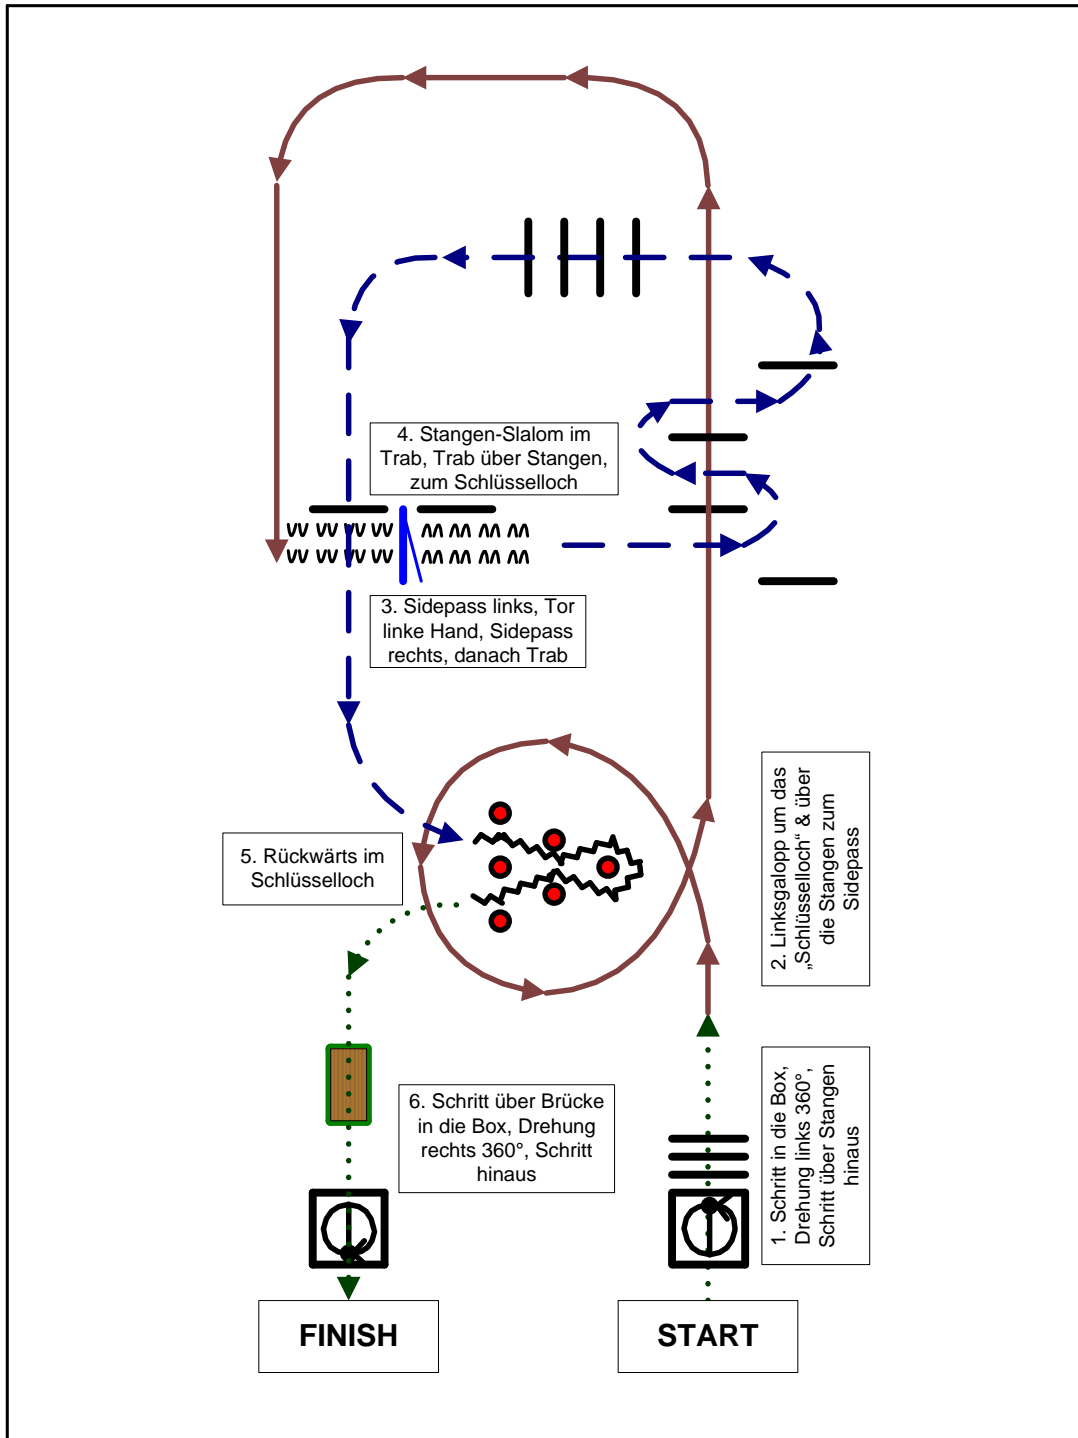 4. Stangen-Slalom im
Trab, Trab über Stangen,
zum Schlüsselloch
3. Sidepass links, Tor
linke Hand, Sidepass
rechts, danach Trab
2. Linksgalopp um das
„Schlüsselloch“ & über
die Stangen zum
Sidepass
5. Rückwärts im
Schlüsselloch
6. Schritt über Brücke
in die Box, Drehung
rechts 360°, Schritt
hinaus
1. Schritt in die Box,
Drehung links 360°,
Schritt über Stangen
hinaus
FINISH
START